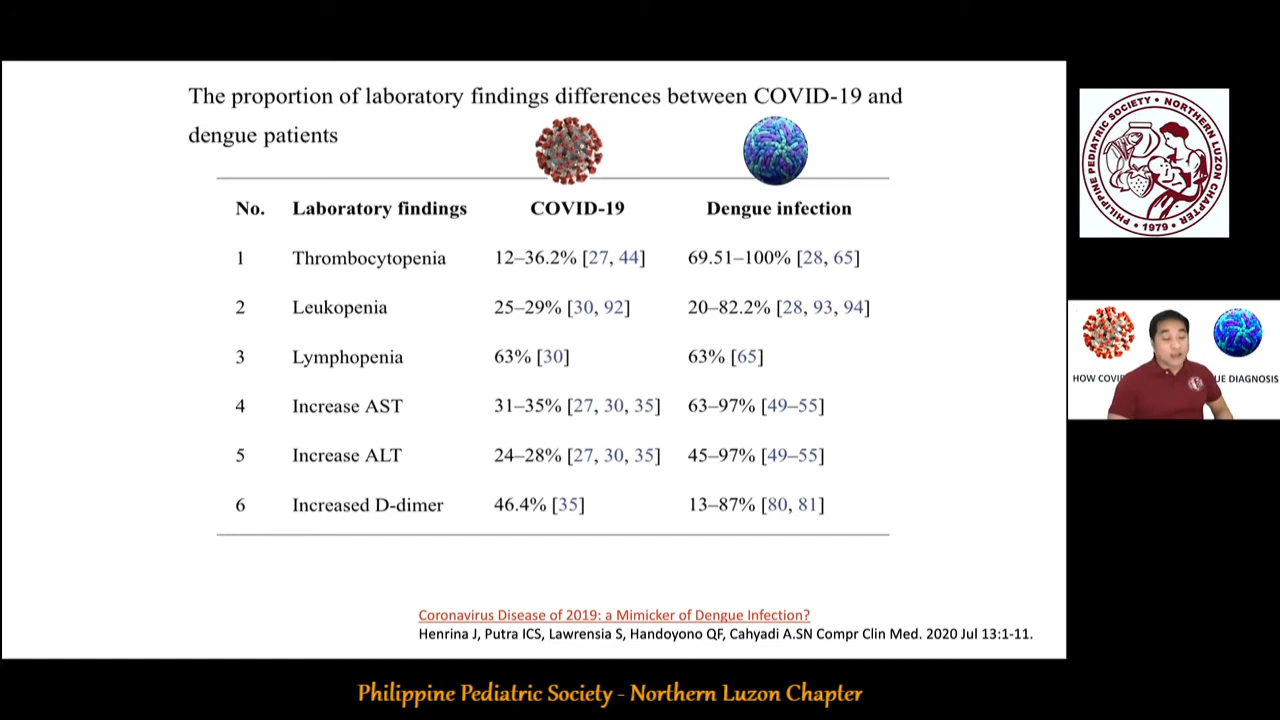 The proportion of laboratory findings differences between COVID-19 and
dengue patients
No. Laboratory findings COVID-19 Dengue infection
1 Thrombocytopenia 12–36.2% [27, 44] 69.51–100% [28, 65]
2 Leukopenia 25–29% [30, 92] 20–82.2% [28, 93, 94]
3 Lymphopenia 63% [30] 63% [65]
4 Increase AST 31–35% [27, 30, 35] 63–97% [49–55]
5 Increase ALT 24–28% [27, 30, 35] 45–97% [49–55]
6 Increased D-dimer 46.4% [35] 13–87% [80, 81]
Coronavirus Disease of 2019: a Mimicker of Dengue Infection?
Henrina J, Putra ICS, Lawrensia S, Handoyono QF, Cahyadi A.SN Compr Clin Med. 2020 Jul 13:1-11.
PHILIPPINE PEDIATRIC SOCIETY • NORTHERN LUZON CHAPTER
• 1979 •
HOW COVI UE DIAGNOSIS
Philippine Pediatric Society - Northern Luzon Chapter